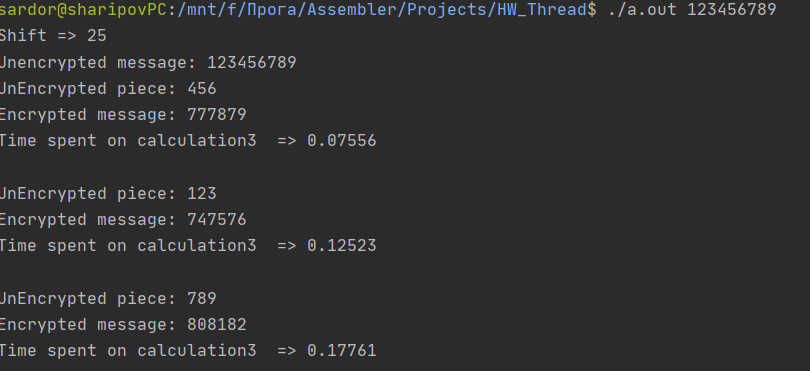 sardor@sharipovPC:/mnt/f/Прога/Assembler/Projects/HW_Thread$ ./a.out 123456789
Shift => 25
Unencrypted message: 123456789
UnEncrypted piece: 456
Encrypted message: 777879
Time spent on calculation3  => 0.07556
UnEncrypted piece: 123
Encrypted message: 747576
Time spent on calculation3  => 0.12523
UnEncrypted piece: 789
Encrypted message: 808182
Time spent on calculation3  => 0.17761